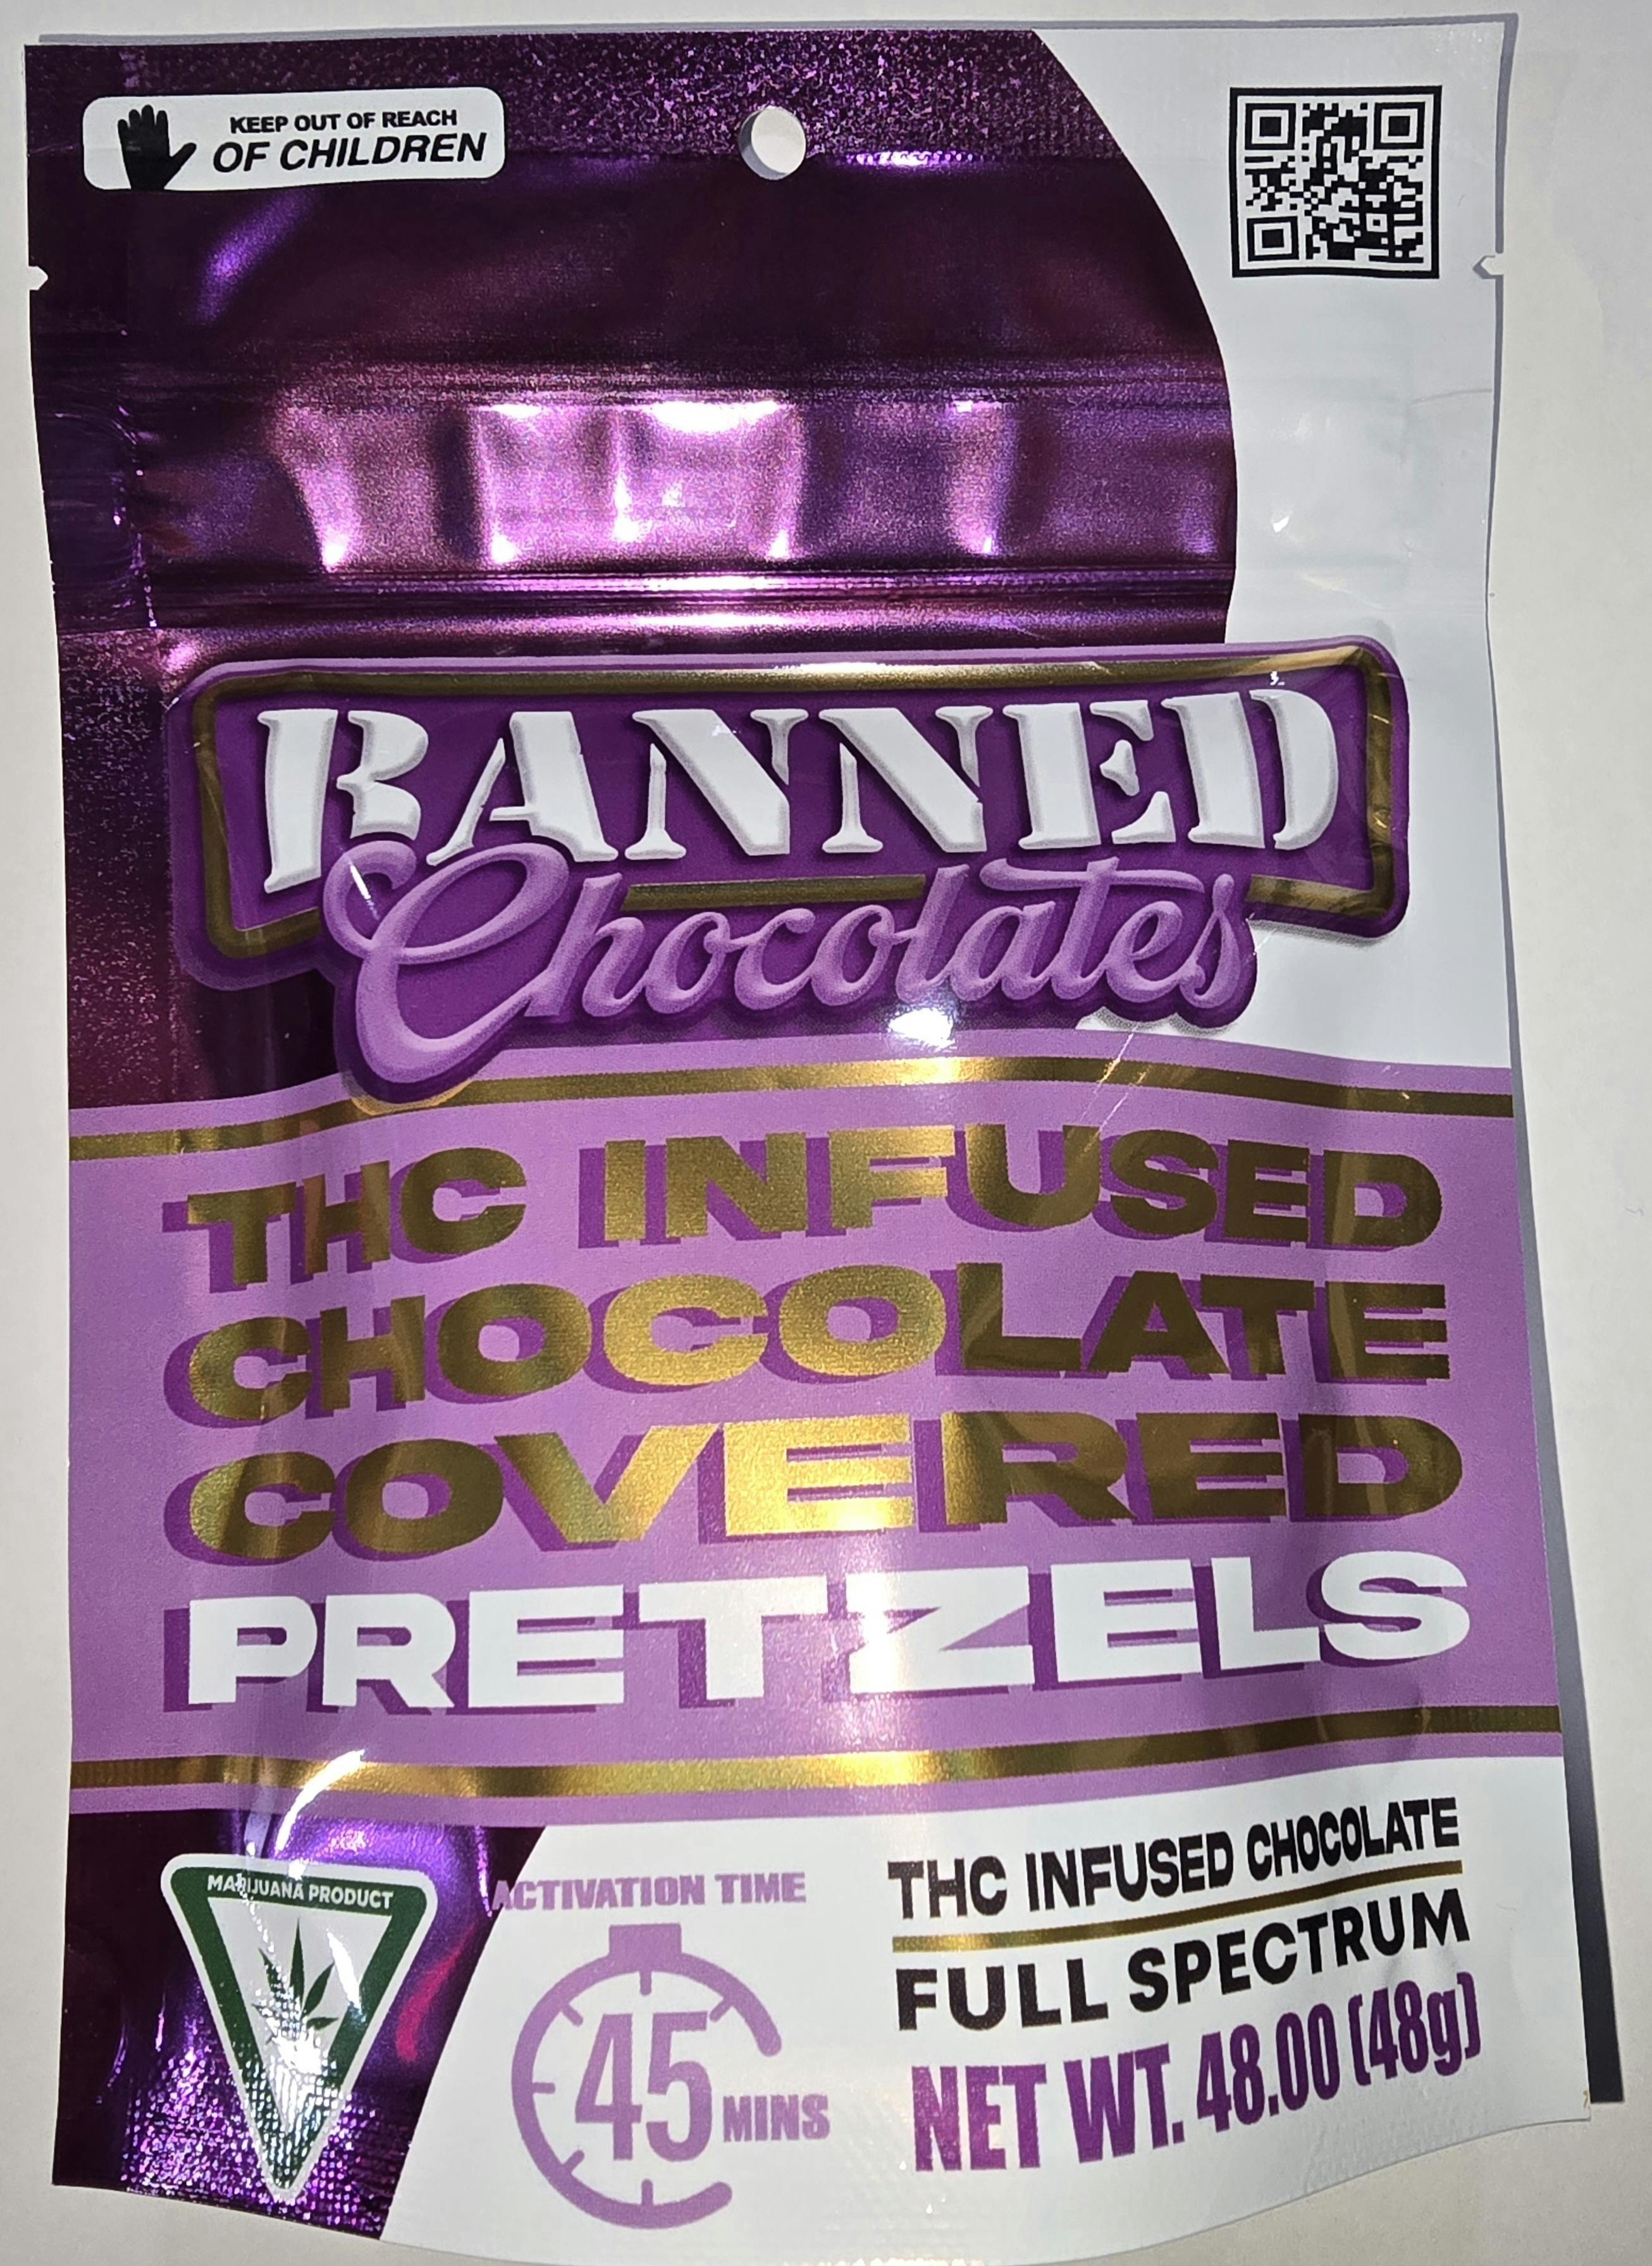 KEEP OUT OF REACH
OF CHILDREN
BANNED
Chocolates
THC INFUSED
CHOCOLATE
COVERED
PRETZELS
MARIJUANA PRODUCT
ACTIVATION TIME
45 MINS
THC INFUSED CHOCOLATE
FULL SPECTRUM
NET WT. 48.00 (48g)